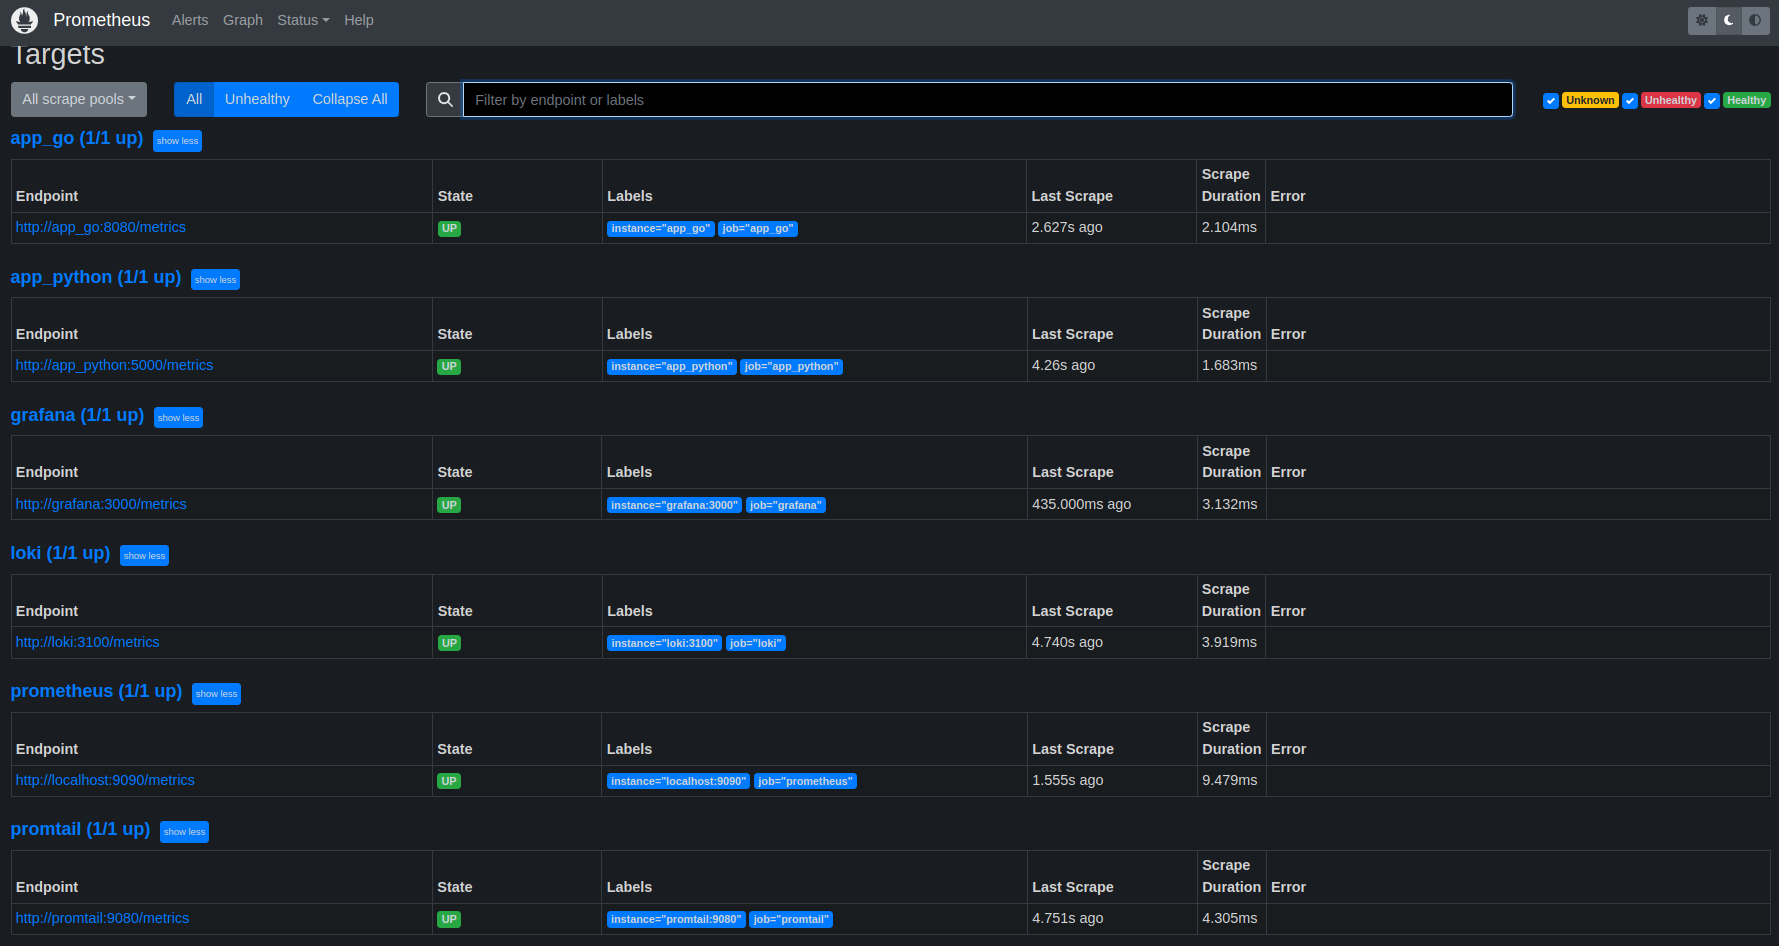 Prometheus Alerts Graph Status Help
Targets
All scrape pools All Unhealthy Collapse All Filter by endpoint or labels Unknown Unhealthy Healthy
app_go (1/1 up) show less
Endpoint State Labels Last Scrape Scrape Duration Error
http://app_go:8080/metrics UP instance="app_go" job="app_go" 2.627s ago 2.104ms
app_python (1/1 up) show less
Endpoint State Labels Last Scrape Scrape Duration Error
http://app_python:5000/metrics UP instance="app_python" job="app_python" 4.26s ago 1.683ms
grafana (1/1 up) show less
Endpoint State Labels Last Scrape Scrape Duration Error
http://grafana:3000/metrics UP instance="grafana:3000" job="grafana" 435.000ms ago 3.132ms
loki (1/1 up) show less
Endpoint State Labels Last Scrape Scrape Duration Error
http://loki:3100/metrics UP instance="loki:3100" job="loki" 4.740s ago 3.919ms
prometheus (1/1 up) show less
Endpoint State Labels Last Scrape Scrape Duration Error
http://localhost:9090/metrics UP instance="localhost:9090" job="prometheus" 1.555s ago 9.479ms
promtail (1/1 up) show less
Endpoint State Labels Last Scrape Scrape Duration Error
http://promtail:9080/metrics UP instance="promtail:9080" job="promtail" 4.751s ago 4.305ms